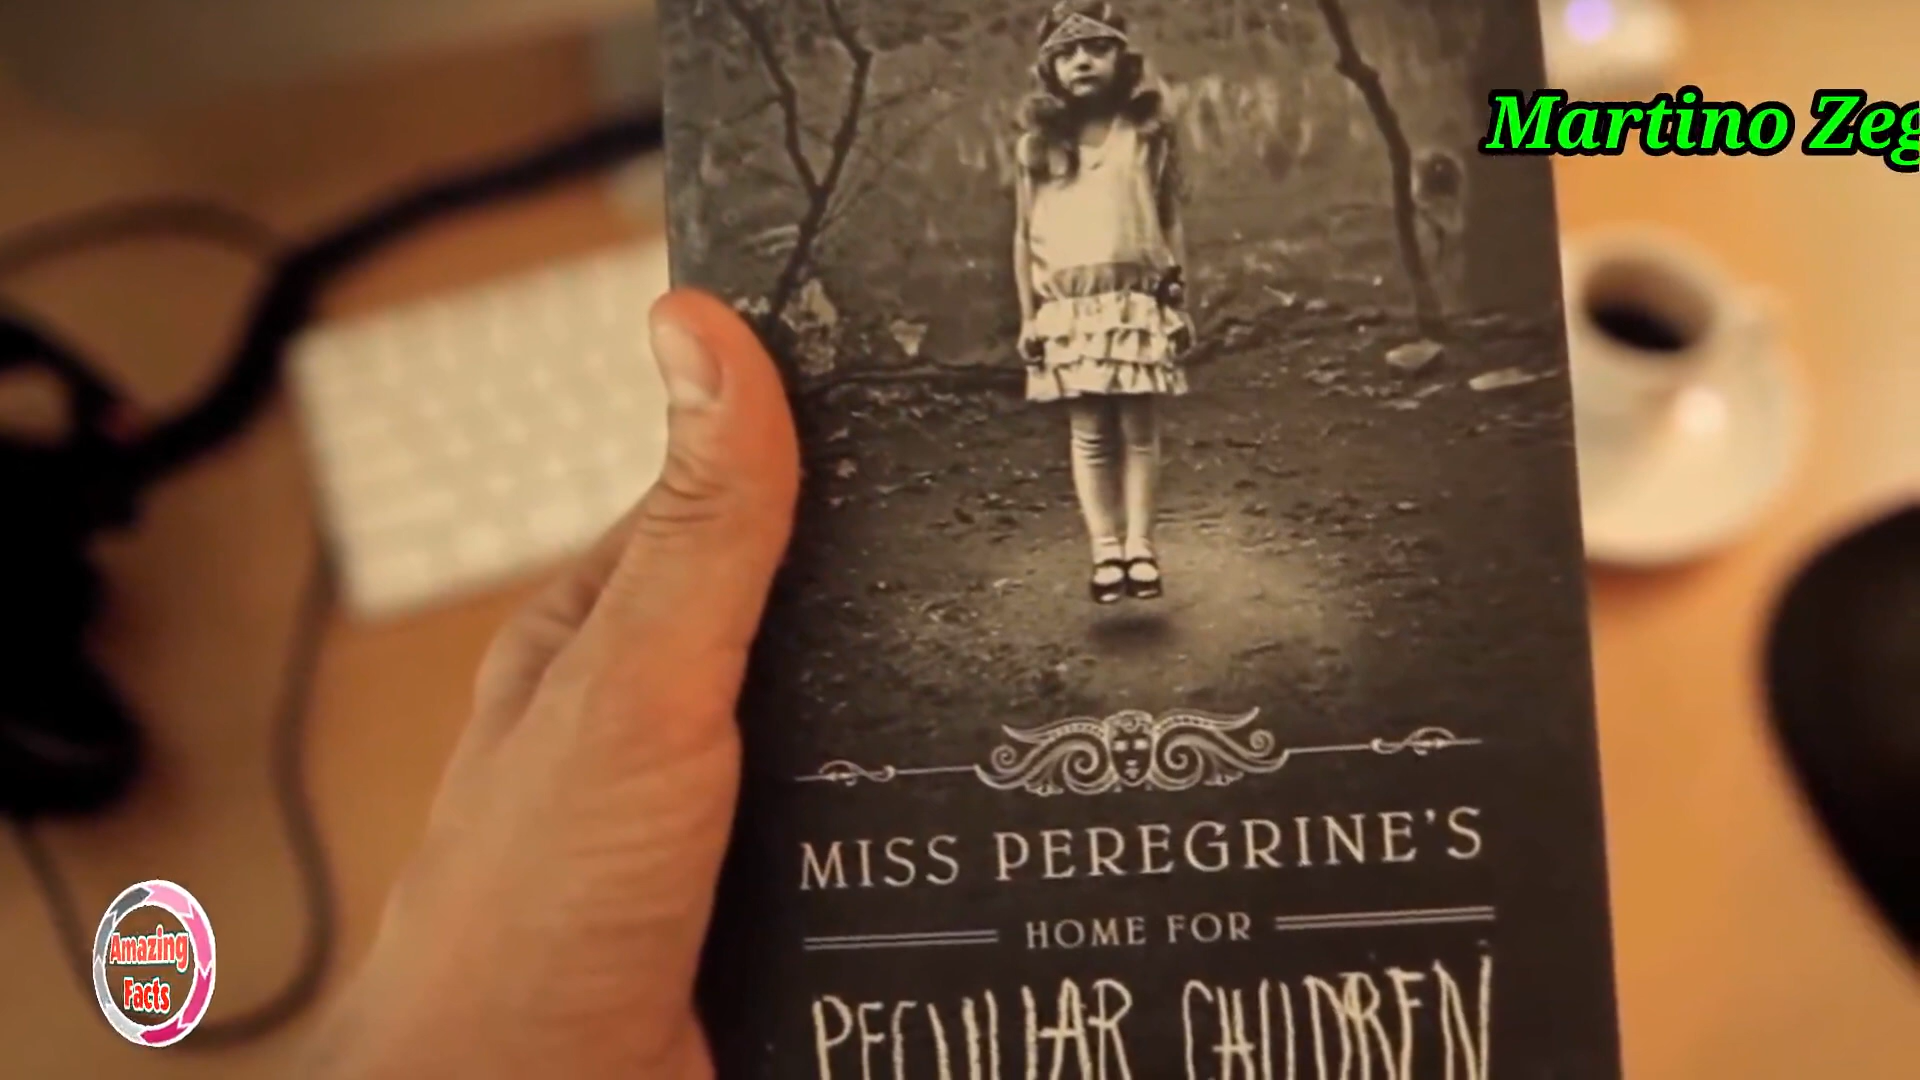 Martino Zeg
MISS PEREGRINE'S
HOME FOR
PECULIAR CHILDREN
Amazing
Facts